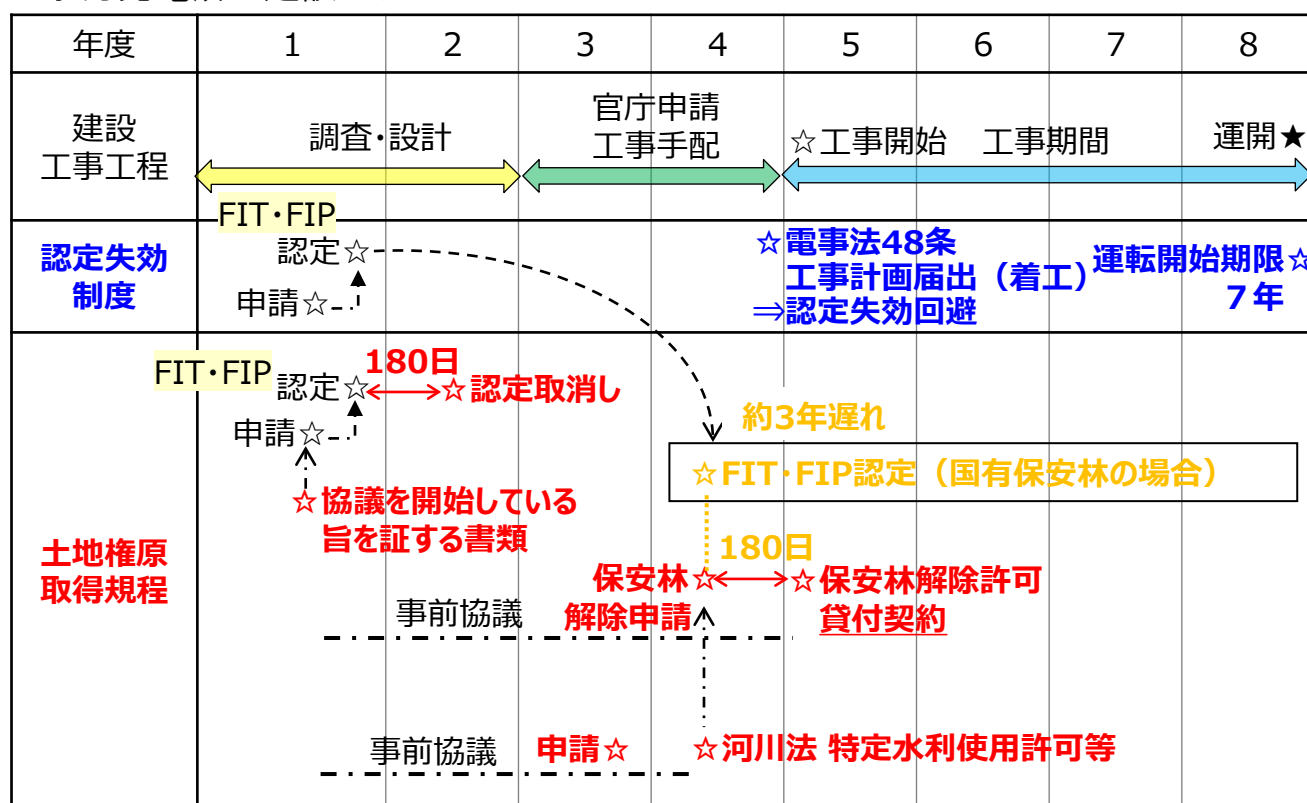 年度 1 2 3 4 5 6 7 8
建設
工事工程
調査・設計
官庁申請
工事手配
☆工事開始 工事期間 運開★
認定失効
制度
FIT・FIP
認定☆
申請☆
☆電事法48条
工事計画届出（着工）
⇒認定失効回避
運転開始期限☆
７年
土地権原
取得規程
FIT・FIP
認定☆
180日
☆認定取消し
申請☆
☆協議を開始している
旨を証する書類
約3年遅れ
☆FIT・FIP認定（国有保安林の場合）
180日
保安林☆
解除申請
☆保安林解除許可
貸付契約
事前協議
事前協議
申請☆
☆河川法 特定水利使用許可等